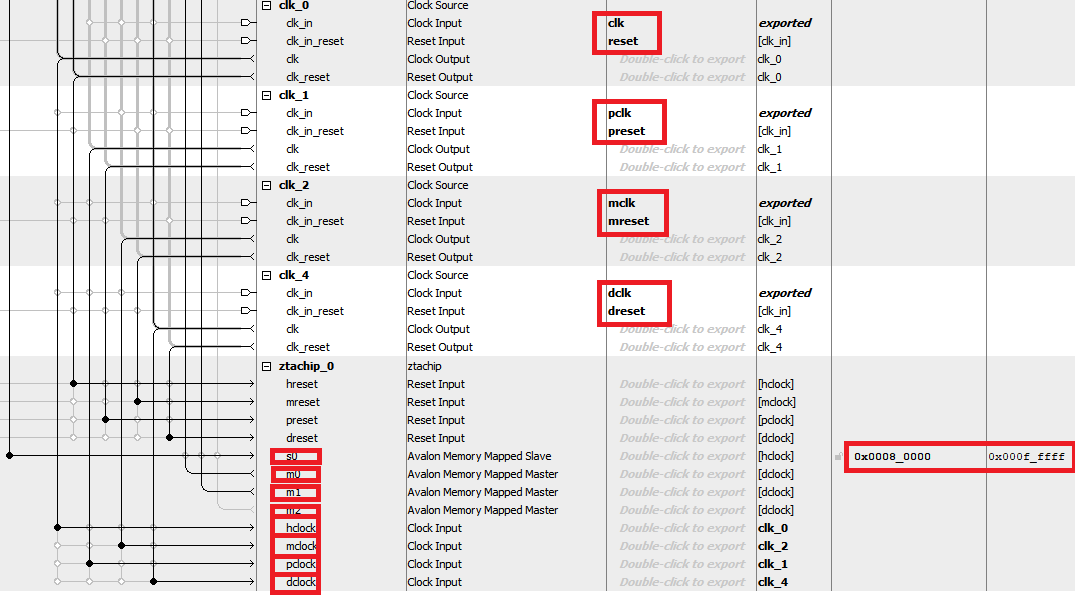 clk_0 Clock Source
clk_in Clock Input clk exported
clk_in_reset Reset Input reset [clk_in]
clk Clock Output Double-click to export clk_0
clk_reset Reset Output Double-click to export clk_0
clk_1 Clock Source
clk_in Clock Input pclk exported
clk_in_reset Reset Input preset [clk_in]
clk Clock Output Double-click to export clk_1
clk_reset Reset Output Double-click to export clk_1
clk_2 Clock Source
clk_in Clock Input mclk exported
clk_in_reset Reset Input mreset [clk_in]
clk Clock Output Double-click to export clk_2
clk_reset Reset Output Double-click to export clk_2
clk_4 Clock Source
clk_in Clock Input dclk exported
clk_in_reset Reset Input dreset [clk_in]
clk Clock Output Double-click to export clk_4
clk_reset Reset Output Double-click to export clk_4
ztachip_0 ztachip
hreset Reset Input Double-click to export [hclock]
mreset Reset Input Double-click to export [mclock]
preset Reset Input Double-click to export [pclock]
dreset Reset Input Double-click to export [dclock]
s0 Avalon Memory Mapped Slave Double-click to export [hclock] 0x0008_0000 0x000f_ffff
m0 Avalon Memory Mapped Master Double-click to export [dclock]
m1 Avalon Memory Mapped Master Double-click to export [dclock]
m2 Avalon Memory Mapped Master Double-click to export [dclock]
hclock Clock Input Double-click to export clk_0
mclock Clock Input Double-click to export clk_2
pclock Clock Input Double-click to export clk_1
dclock Clock Input Double-click to export clk_4